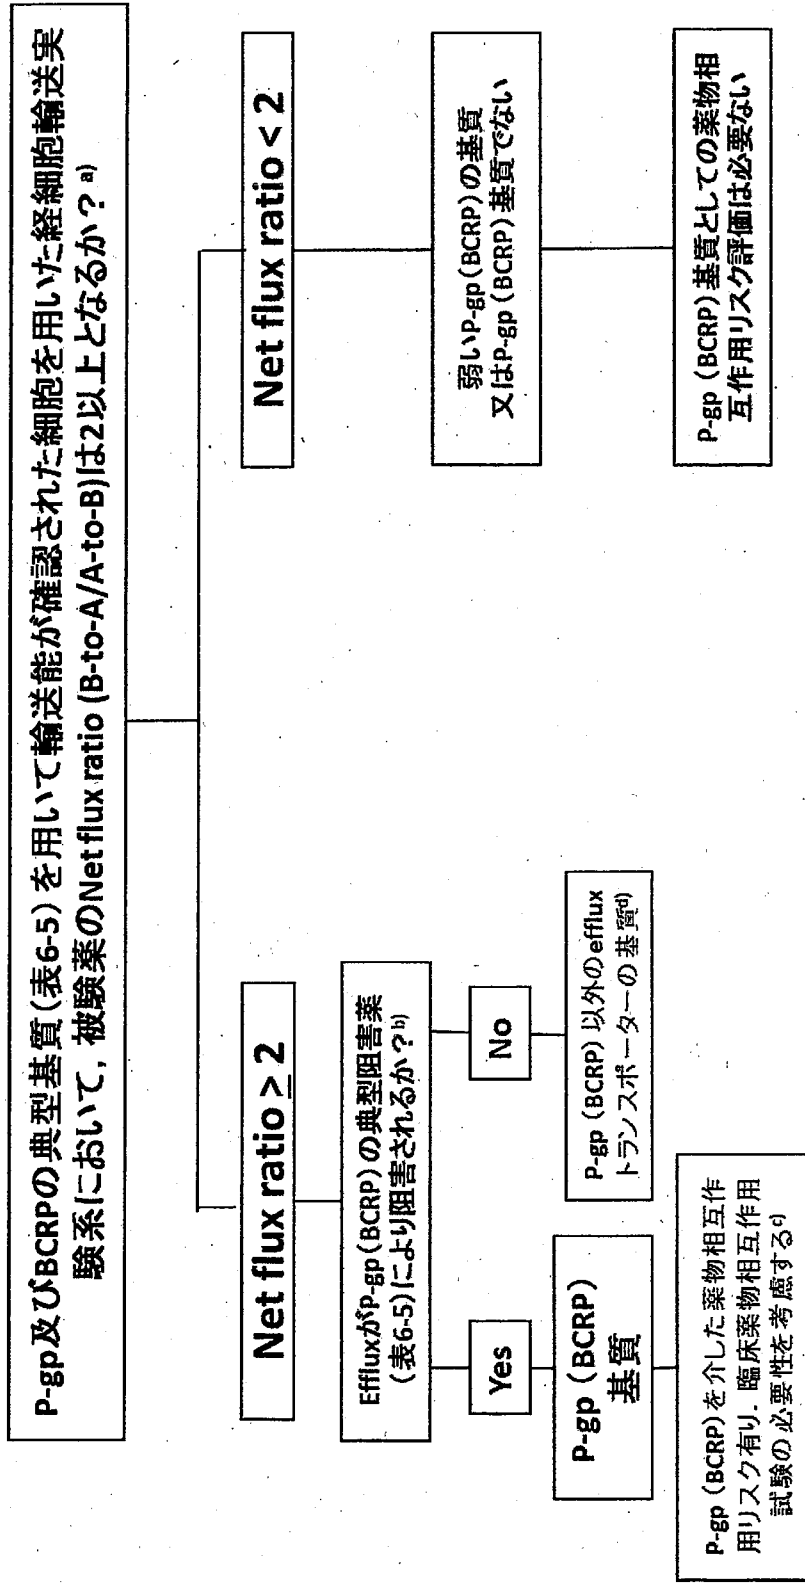 P-gp及びBCRPの典型基質(表6-5)を用いて輸送能が確認された細胞を用いた経細胞輸送実
験系において，被験薬のNet flux ratio (B-to-A/A-to-B)は2以上となるか？a)
Net flux ratio ≥ 2
EffluxがP-gp(BCRP)の典型阻害薬
(表6-5)により阻害されるか？b)
Yes
P-gp(BCRP)
基質
P-gp(BCRP)を介した薬物相互作
用リスク有り．臨床薬物相互作用
試験の必要性を考慮するc)
No
P-gp(BCRP)以外のefflux
トランスポーターの基質d)
Net flux ratio < 2
弱いP-gp(BCRP)の基質
又はP-gp(BCRP)基質でない
P-gp(BCRP)基質としての薬物相
互作用リスク評価は必要ない